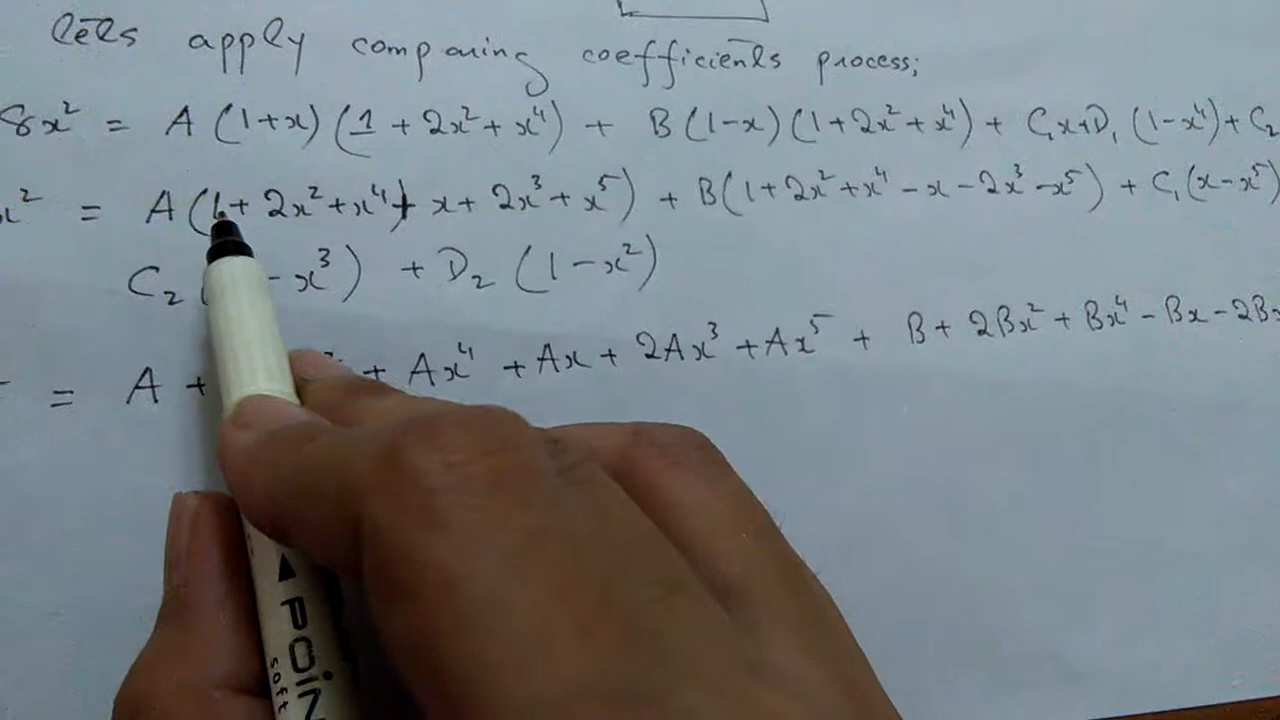 lets apply comparing coefficients process;
8x² = A (1+x) (1 + 2x² + x⁴) + B (1-x) (1+2x²+x⁴) + C₁x+D₁ (1-x⁴) + C₂
x² = A (1 + 2x² + x⁴ + x + 2x³ + x⁵) + B (1+2x²+x⁴ - x - 2x³ - x⁵) + C₁ (x-x⁵)
C₂ ( - x³) + D₂ (1-x²)
= A + + Ax⁴ + Ax + 2Ax³ + Ax⁵ + B + 2Bx² + Bx⁴ - Bx - 2Bx
POiN
soft